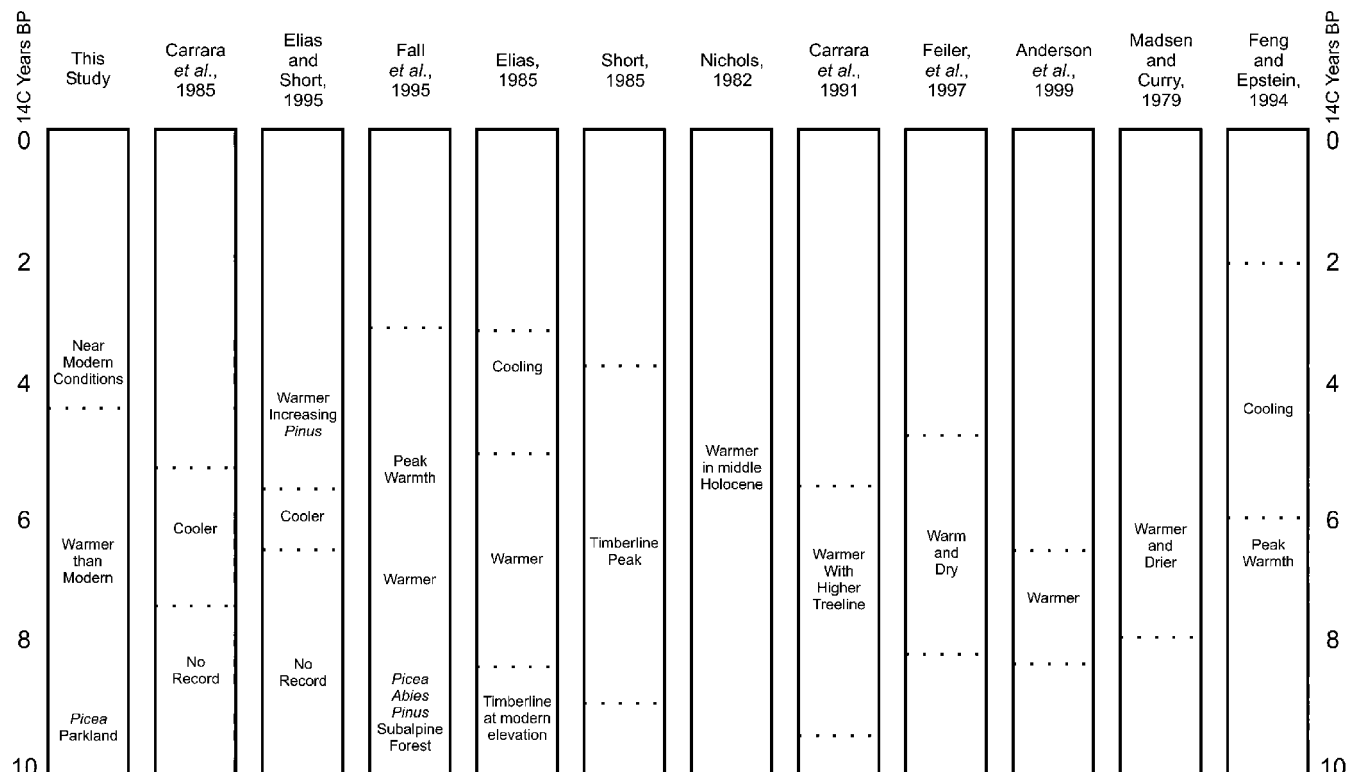 14C Years BP
This
Study
Carrara
et al.,
1985
Elias
and
Short,
1995
Fall
et al.,
1995
Elias,
1985
Short,
1985
Nichols,
1982
Carrara
et al.,
1991
Feiler,
et al.,
1997
Anderson
et al.,
1999
Madsen
and
Curry,
1979
Feng
and
Epstein,
1994
14C Years BP
0
2
4
6
8
10
Near
Modern
Conditions
Warmer
than
Modern
Picea
Parkland
Cooler
No
Record
Warmer
Increasing
Pinus
Cooler
No
Record
Peak
Warmth
Warmer
Picea
Abies
Pinus
Subalpine
Forest
Cooling
Warmer
Timberline
at modern
elevation
Timberline
Peak
Warmer
in middle
Holocene
Warmer
With
Higher
Treeline
Warm
and
Dry
Warmer
Warmer
and
Drier
Cooling
Peak
Warmth
0
2
4
6
8
10